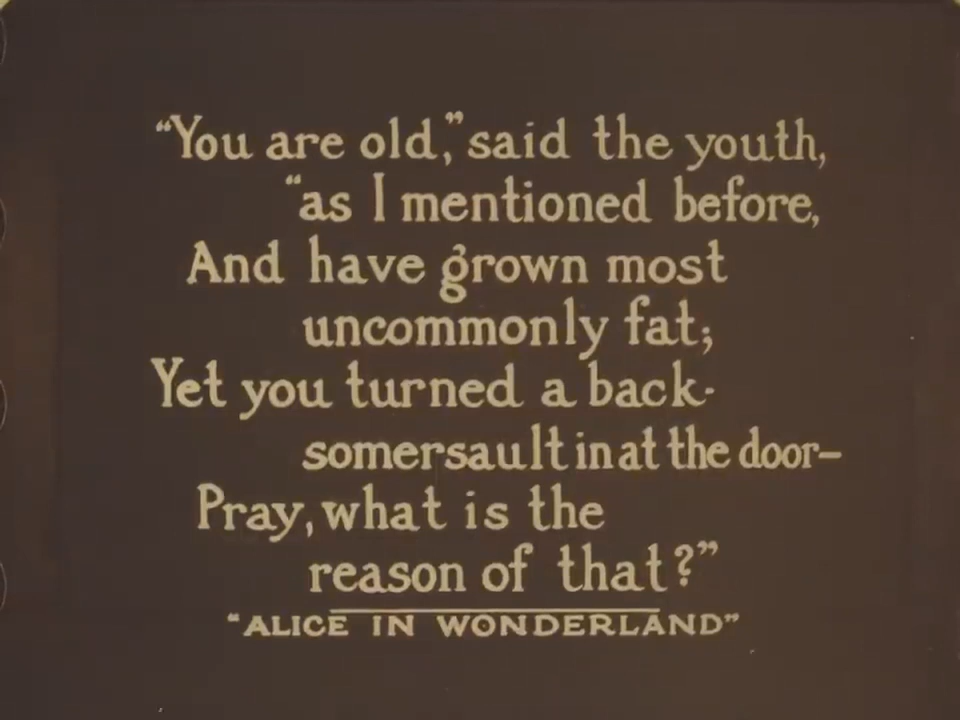 “You are old,” said the youth,
“as I mentioned before,
And have grown most
uncommonly fat;
Yet you turned a back-
somersault in at the door—
Pray, what is the
reason of that?”
“ALICE IN WONDERLAND”